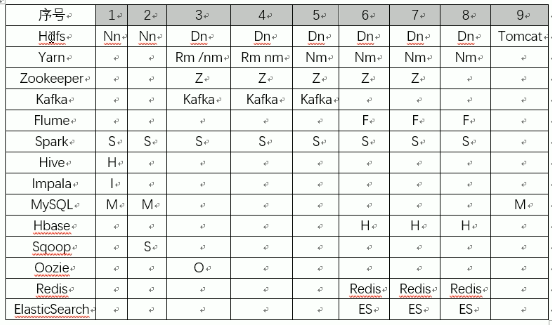 序号 1 2 3 4 5 6 7 8 9
Hdfs Nn Nn Dn Dn Dn Dn Dn Dn Tomcat
Yarn Rm /nm Rm nm Nm Nm Nm Nm
Zookeeper Z Z Z Z Z
Kafka Kafka Kafka Kafka
Flume F F F
Spark S S S S S S S S
Hive H
Impala I
MySQL M M M
Hbase H H H
Sqoop S
Oozie O
Redis Redis Redis Redis
ElasticSearch ES ES ES